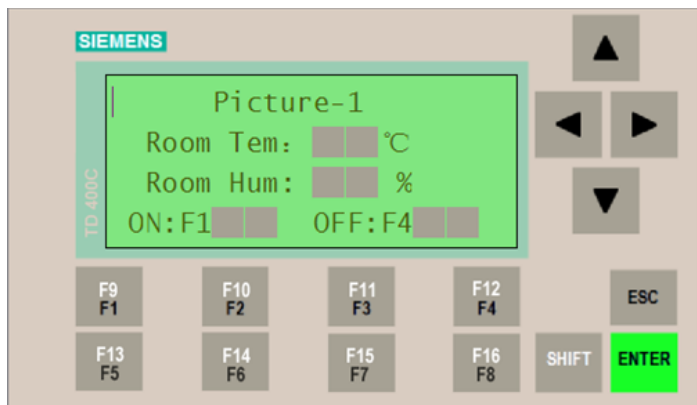 SIEMENS
TD 400C
Picture-1
Room Tem: ℃
Room Hum: %
ON:F1 OFF:F4
F9 F10 F11 F12
F1 F2 F3 F4 ESC
F13 F14 F15 F16
F5 F6 F7 F8 SHIFT ENTER